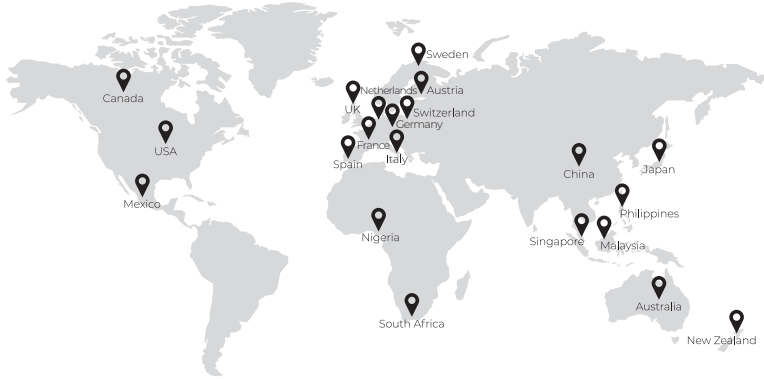 Sweden
Netherlands
Austria
Canada
UK
Switzerland
Germany
USA
France
Italy
Spain
China
Japan
Mexico
Philippines
Nigeria
Singapore
Malaysia
Australia
South Africa
New Zealand